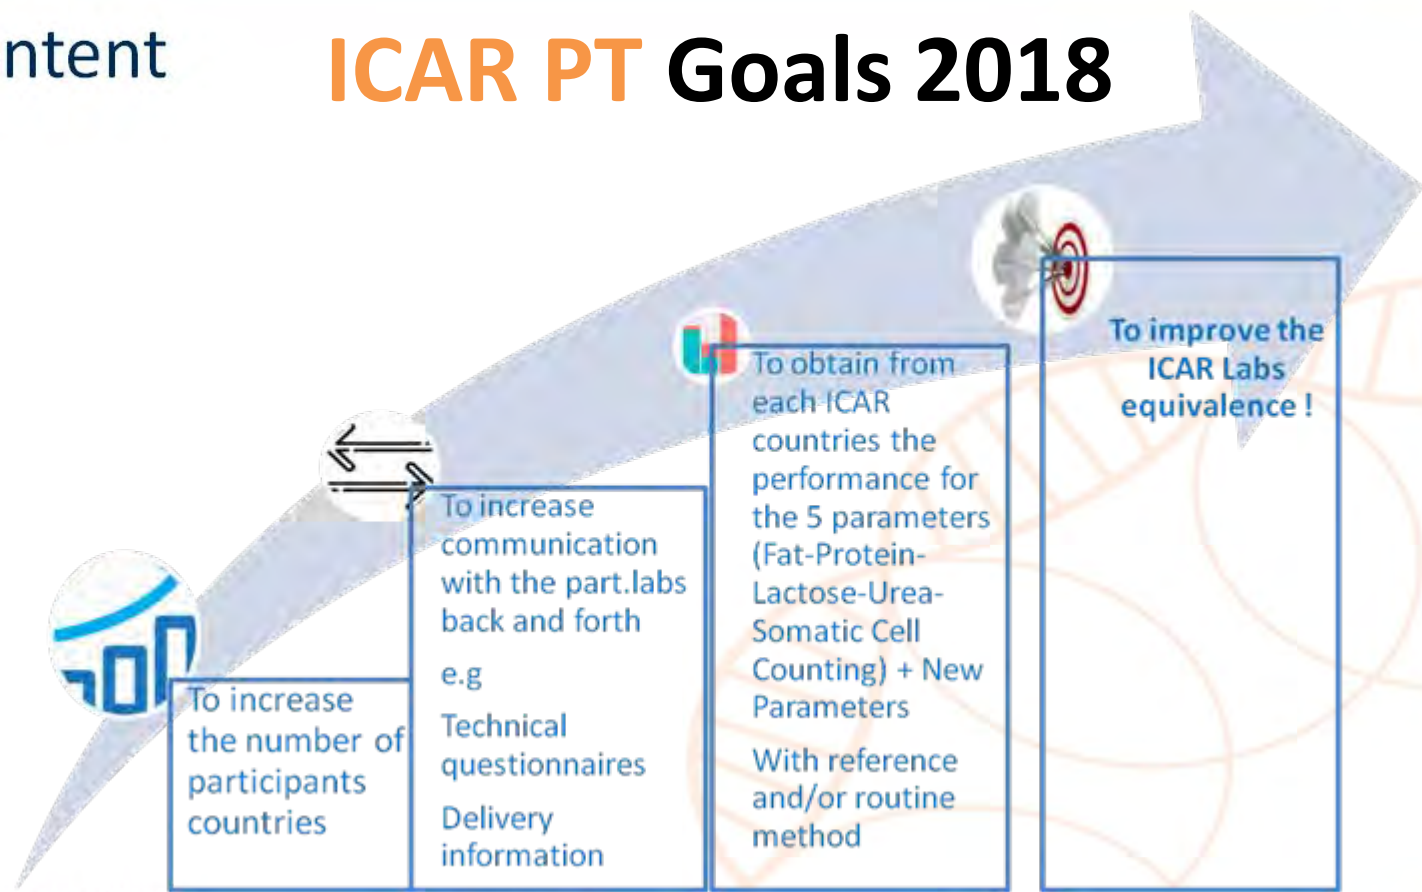 ntent
ICAR PT Goals 2018
To increase
the number of
participants
countries
To increase
communication
with the part.labs
back and forth
e.g
Technical
questionnaires
Delivery
information
To obtain from
each ICAR
countries the
performance for
the 5 parameters
(Fat-Protein-
Lactose-Urea-
Somatic Cell
Counting) + New
Parameters
With reference
and/or routine
method
To improve the
ICAR Labs
equivalence !